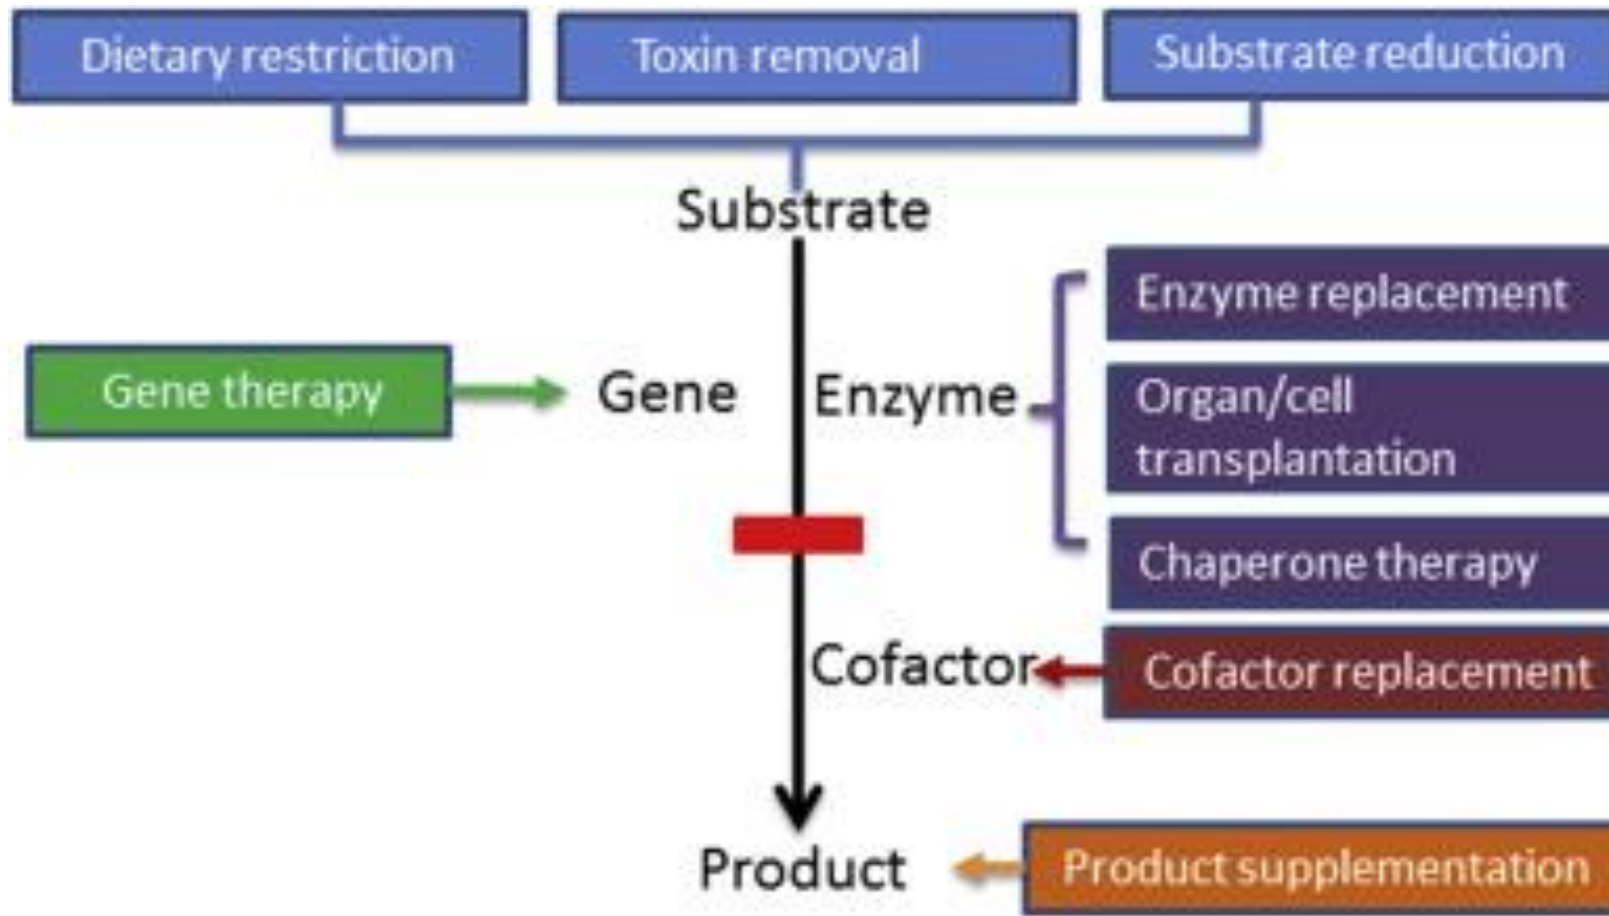 Dietary restriction
Toxin removal
Substrate reduction
Substrate
Enzyme replacement
Gene therapy
Gene
Enzyme
Organ/cell
transplantation
Chaperone therapy
Cofactor
Cofactor replacement
Product
Product supplementation